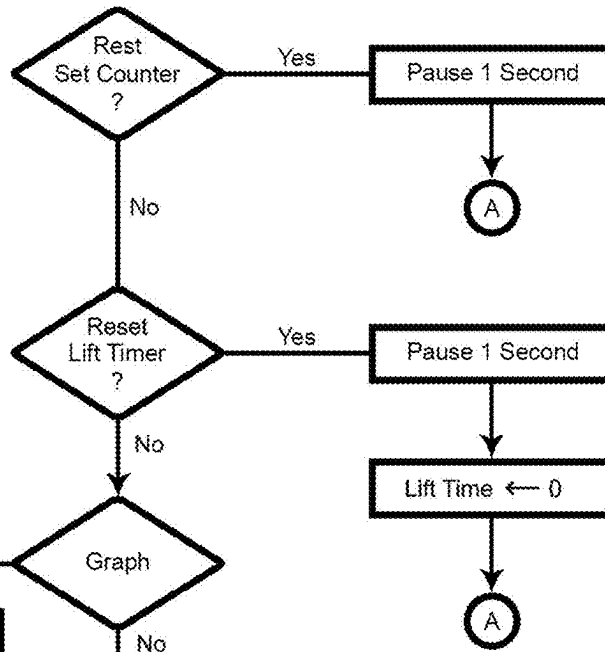 Rest
Set Counter
?
Yes
Pause 1 Second
A
No
Reset
Lift Timer
?
Yes
Pause 1 Second
No
Lift Time ← 0
Graph
A
No